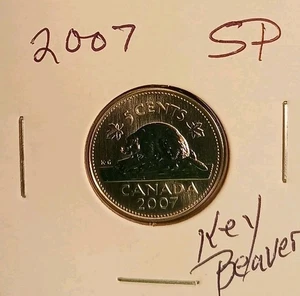 2007 SP
5 CENTS
K·G
CANADA
2007
Key
Beaver